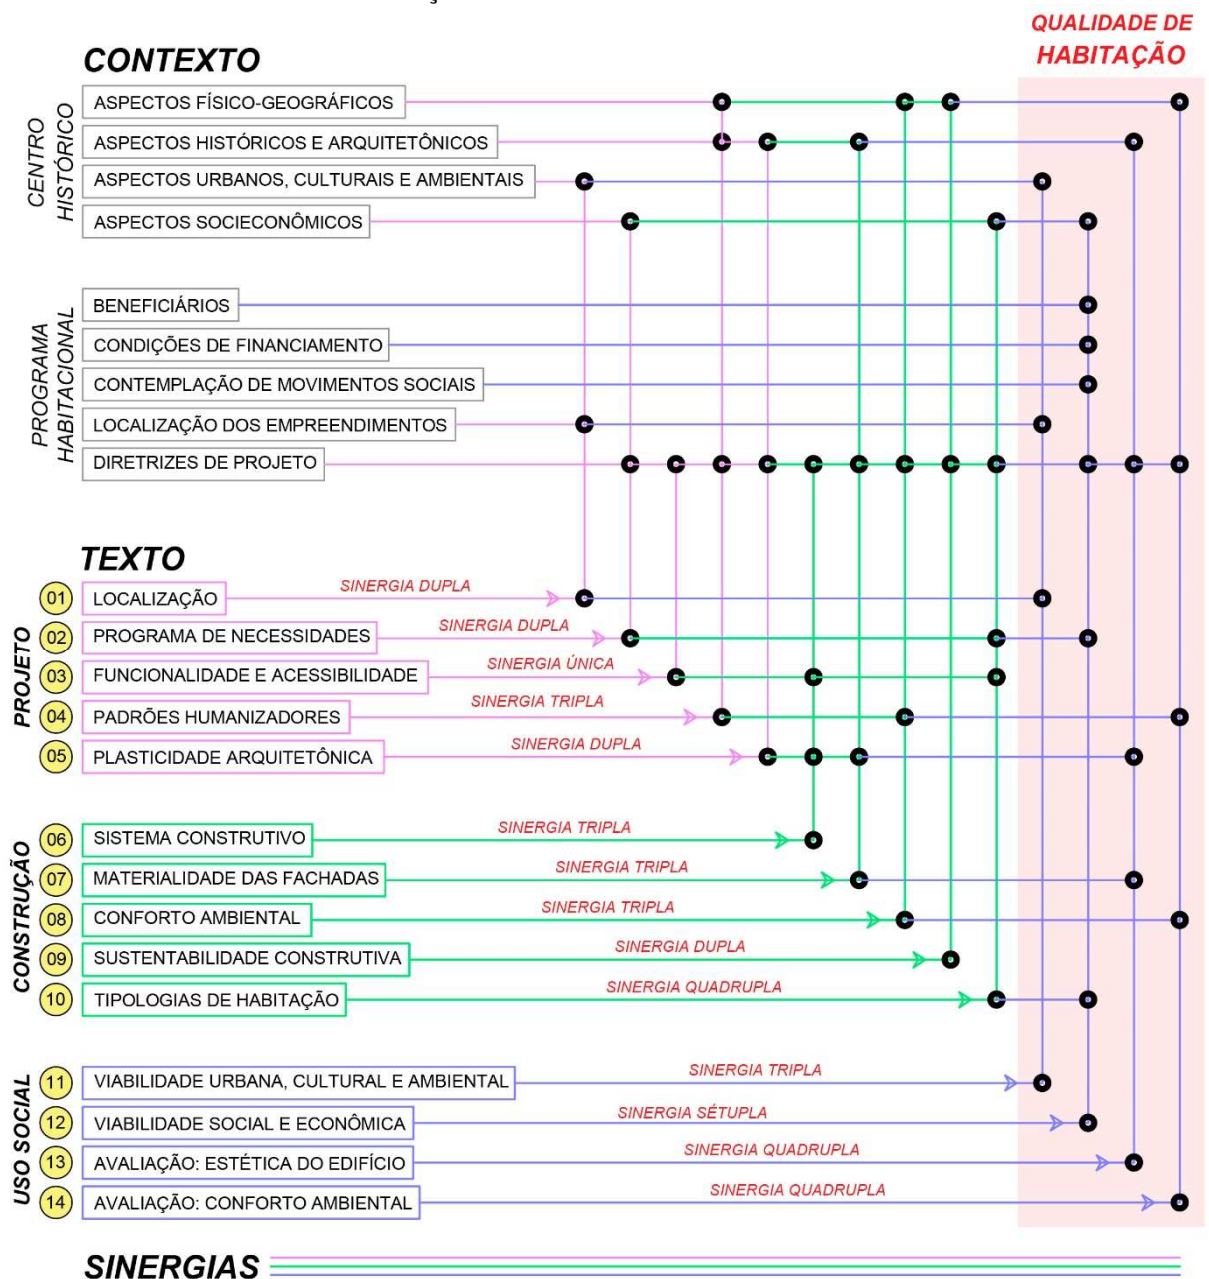 QUALIDADE DE
HABITAÇÃO
CONTEXTO
CENTRO
HISTÓRICO
ASPECTOS FÍSICO-GEOGRÁFICOS
ASPECTOS HISTÓRICOS E ARQUITETÔNICOS
ASPECTOS URBANOS, CULTURAIS E AMBIENTAIS
ASPECTOS SOCIECONÔMICOS
PROGRAMA
HABITACIONAL
BENEFICIÁRIOS
CONDIÇÕES DE FINANCIAMENTO
CONTEMPLAÇÃO DE MOVIMENTOS SOCIAIS
LOCALIZAÇÃO DOS EMPREENDIMENTOS
DIRETRIZES DE PROJETO
TEXTO
PROJETO
01 LOCALIZAÇÃO SINERGIA DUPLA
02 PROGRAMA DE NECESSIDADES SINERGIA DUPLA
03 FUNCIONALIDADE E ACESSIBILIDADE SINERGIA ÚNICA
04 PADRÕES HUMANIZADORES SINERGIA TRIPLA
05 PLASTICIDADE ARQUITETÔNICA SINERGIA DUPLA
CONSTRUÇÃO
06 SISTEMA CONSTRUTIVO SINERGIA TRIPLA
07 MATERIALIDADE DAS FACHADAS SINERGIA TRIPLA
08 CONFORTO AMBIENTAL SINERGIA TRIPLA
09 SUSTENTABILIDADE CONSTRUTIVA SINERGIA DUPLA
10 TIPOLOGIAS DE HABITAÇÃO SINERGIA QUADRUPLA
USO SOCIAL
11 VIABILIDADE URBANA, CULTURAL E AMBIENTAL SINERGIA TRIPLA
12 VIABILIDADE SOCIAL E ECONÔMICA SINERGIA SÉTUPLA
13 AVALIAÇÃO: ESTÉTICA DO EDIFÍCIO SINERGIA QUADRUPLA
14 AVALIAÇÃO: CONFORTO AMBIENTAL SINERGIA QUADRUPLA
SINERGIAS